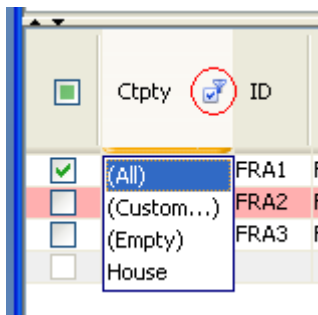 Ctpty ID
(All) FRA1 F
(Custom...) FRA2 F
(Empty) FRA3 F
House